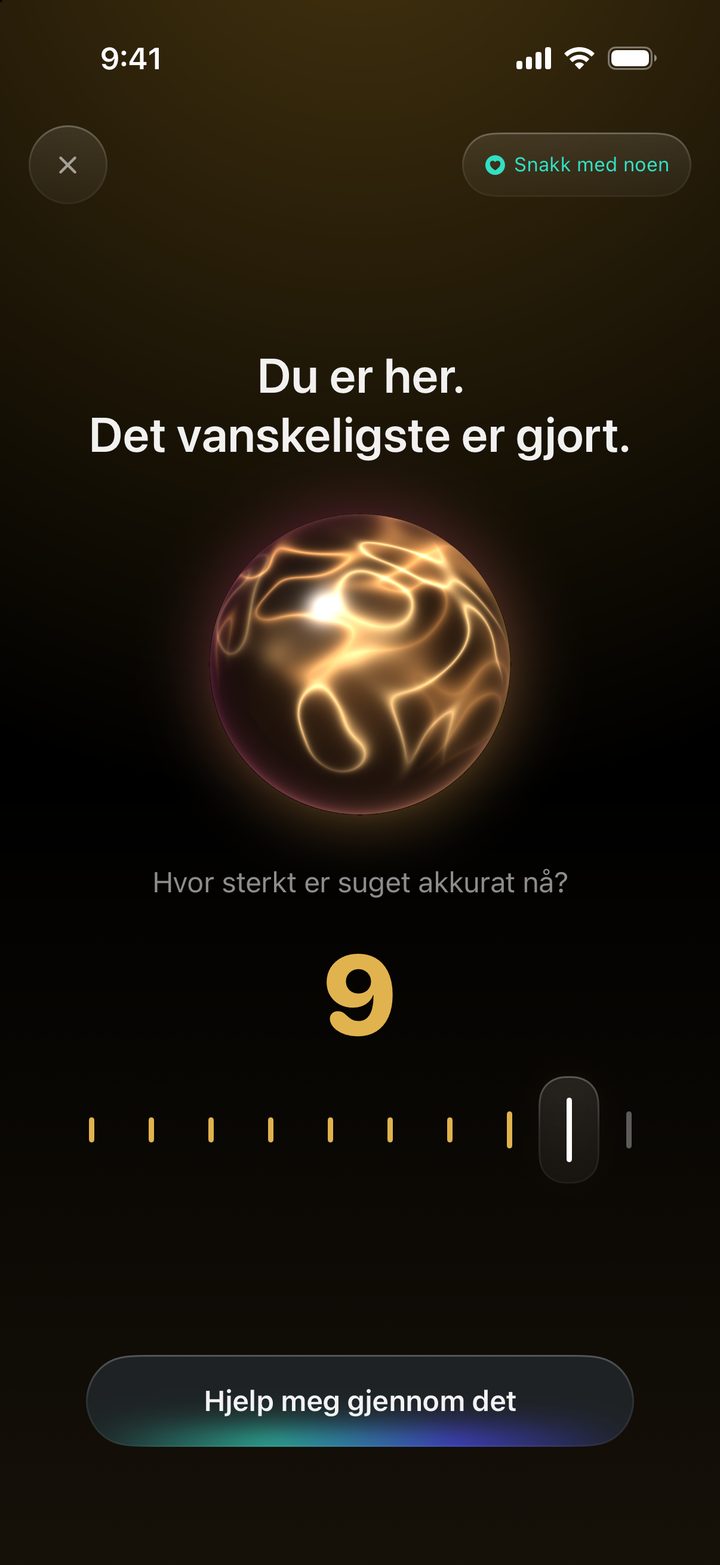 9:41
Snakk med noen
Du er her.
Det vanskeligste er gjort.
Hvor sterkt er suget akkurat nå?
9
Hjelp meg gjennom det